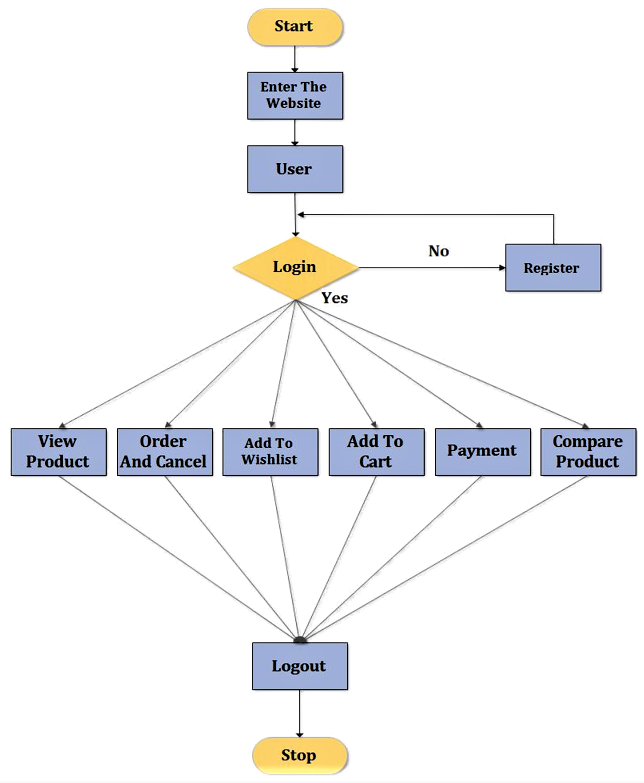 Start
Enter The
Website
User
Login
No
Register
Yes
View
Product
Order
And Cancel
Add To
Wishlist
Add To
Cart
Payment
Compare
Product
Logout
Stop